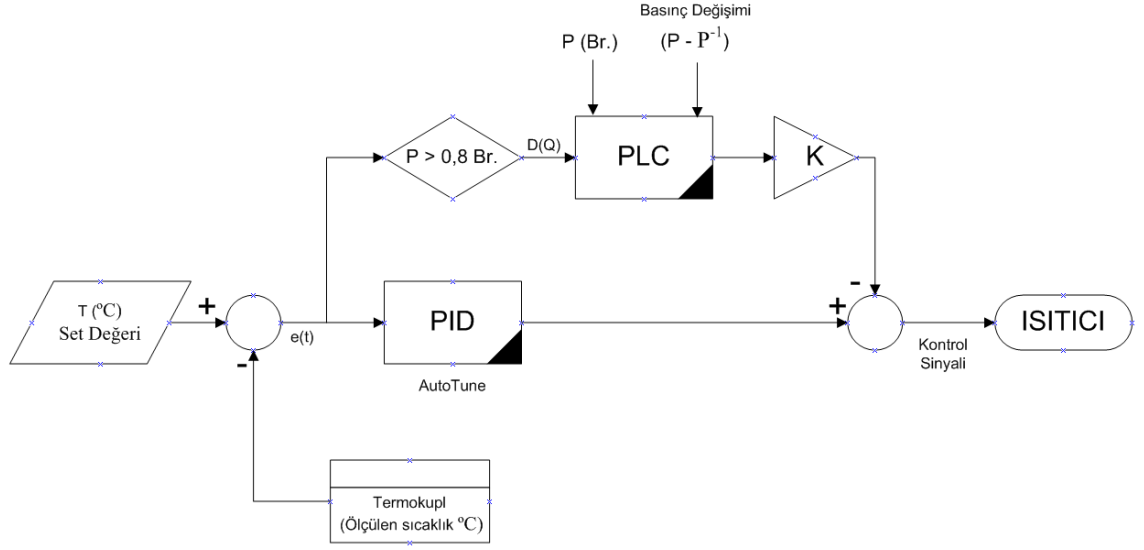 Basınç Değişimi
P (Br.)
(P - P⁻¹)
P > 0,8 Br.
D(Q)
PLC
K
-
T (ºC)
Set Değeri
+
e(t)
-
PID
AutoTune
+
Kontrol
Sinyali
ISITICI
Termokupl
(Ölçülen sıcaklık ºC)